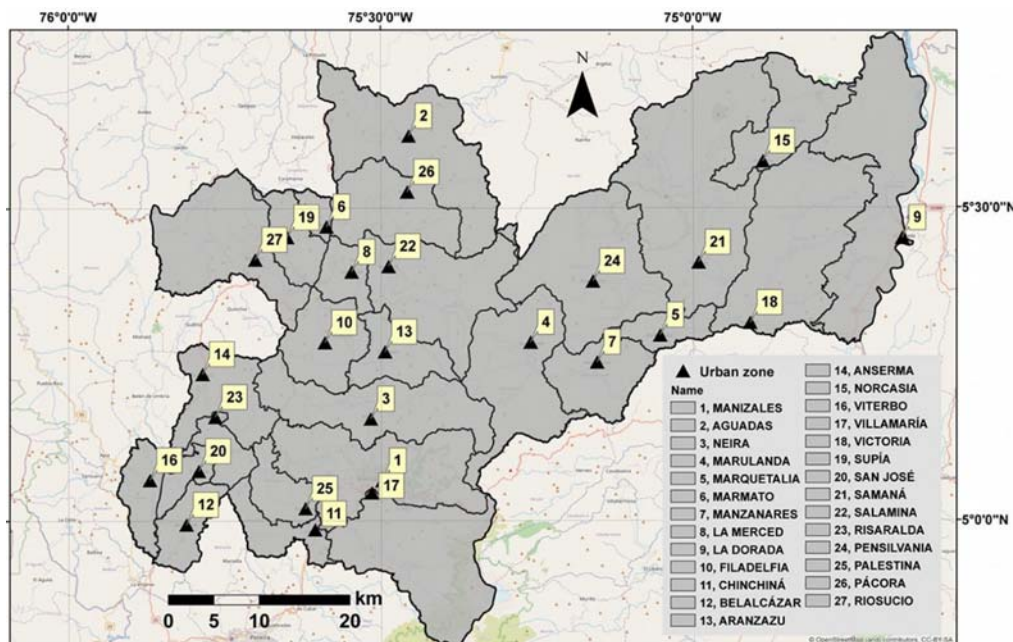 76°0'0"W 75°30'0"W 75°0'0"W
N
2
15
26
5°30'0"N
6
19
9
27
22
8
21
24
18
10
13
5
4
7
14
3
23
1
20
16
17
25
12
11
5°0'0"N
Urban zone
Name
1, MANIZALES
2, AGUADAS
3, NEIRA
4, MARULANDA
5, MARQUETALIA
6, MARMATO
7, MANZANARES
8, LA MERCED
9, LA DORADA
10, FILADELFIA
11, CHINCHINÁ
12, BELALCÁZAR
13, ARANZAZU
14, ANSERMA
15, NORCASIA
16, VITERBO
17, VILLAMARÍA
18, VICTORIA
19, SUPÍA
20, SAN JOSÉ
21, SAMANÁ
22, SALAMINA
23, RISARALDA
24, PENSILVANIA
25, PALESTINA
26, PÁCORA
27, RIOSUCIO
km
0 5 10 20
© OpenStreetMap contributors, CC-BY-SA